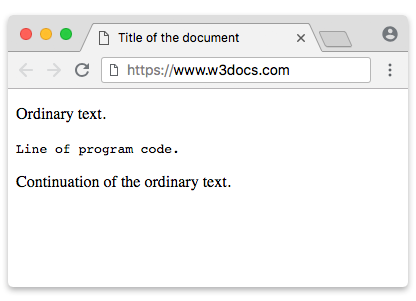 Title of the document
https://www.w3docs.com
Ordinary text.
Line of program code.
Continuation of the ordinary text.